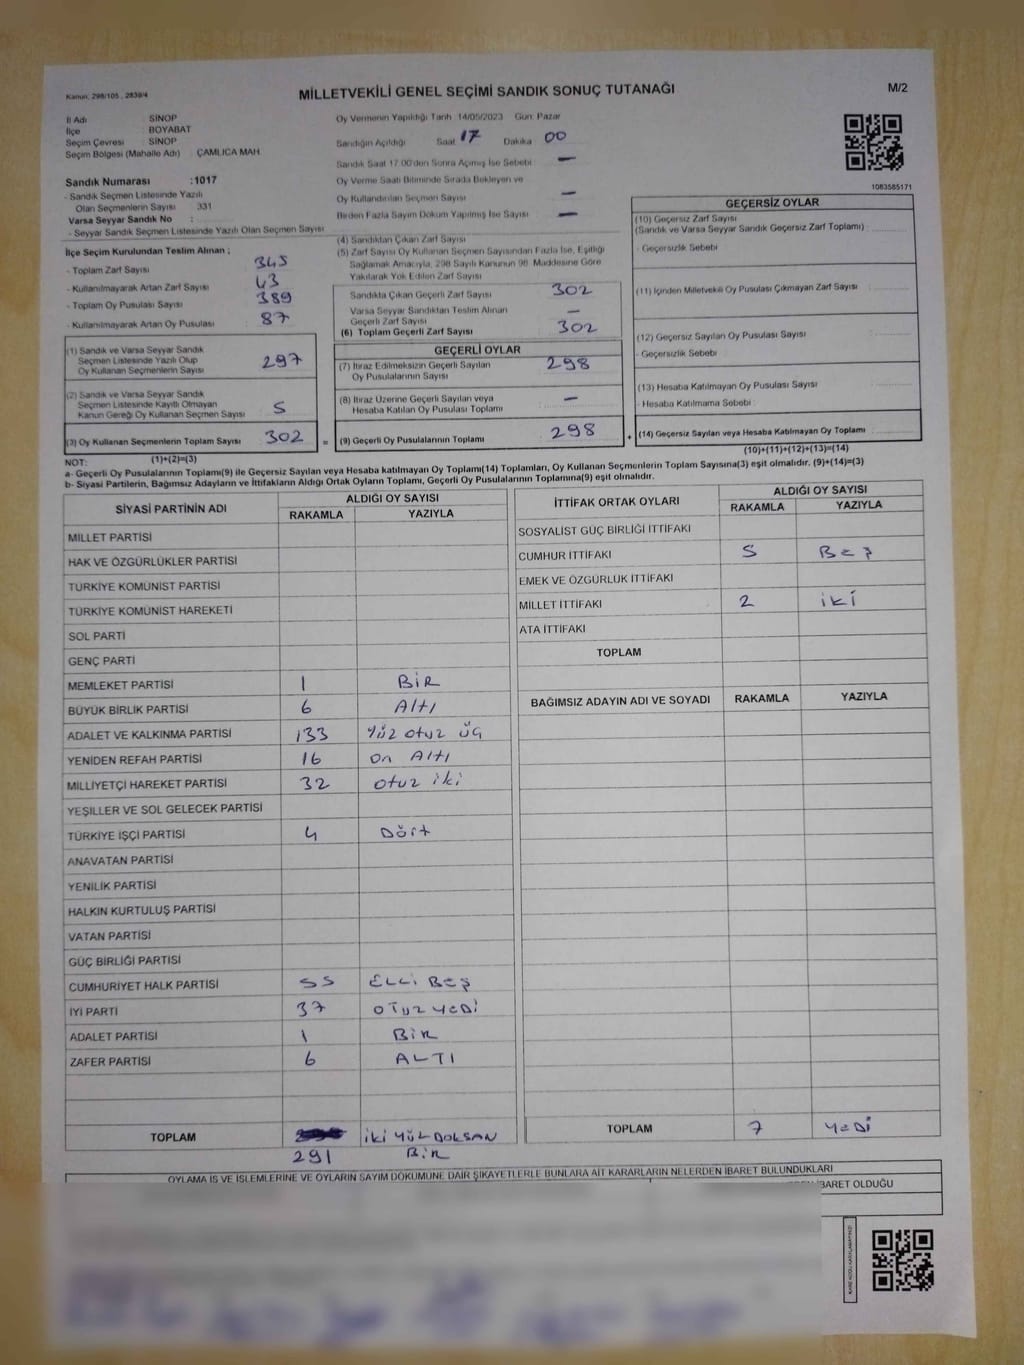 Kanun: 298/105 , 2839/4
MİLLETVEKİLİ GENEL SEÇİMİ SANDIK SONUÇ TUTANAĞI
M/2
İl Adı : SİNOP
İlçe : BOYABAT
Seçim Çevresi : SİNOP
Seçim Bölgesi (Mahalle Adı) : ÇAMLICA MAH.
Sandık Numarası :1017
- Sandık Seçmen Listesinde Yazılı
Olan Seçmenlerin Sayısı : 331
Varsa Seyyar Sandık No :
- Seyyar Sandık Seçmen Listesinde Yazılı Olan Seçmen Sayısı :
İlçe Seçim Kurulundan Teslim Alınan ;
- Toplam Zarf Sayısı 345
- Kullanılmayarak Artan Zarf Sayısı 43
- Toplam Oy Pusulası Sayısı 389
- Kullanılmayarak Artan Oy Pusulası 87
(1) Sandık ve Varsa Seyyar Sandık
Seçmen Listesinde Yazılı Olup
Oy Kullanan Seçmenlerin Sayısı 297
(2) Sandık ve Varsa Seyyar Sandık
Seçmen Listesinde Kayıtlı Olmayan
Kanun Gereği Oy Kullanan Seçmen Sayısı 5
(3) Oy Kullanan Seçmenlerin Toplam Sayısı 302
(1)+(2)=(3)
Oy Vermenin Yapıldığı Tarih 14/05/2023 Gün: Pazar
Sandığın Açıldığı Saat 17 Dakika 00
Sandık Saat 17.00'den Sonra Açılmış İse Sebebi –
Oy Verme Saati Bitiminde Sırada Bekleyen ve
Oy Kullandırılan Seçmen Sayısı –
Birden Fazla Sayım Döküm Yapılmış İse Sayısı –
(4) Sandıktan Çıkan Zarf Sayısı
(5) Zarf Sayısı Oy Kullanan Seçmen Sayısından Fazla İse, Eşitliği
Sağlamak Amacıyla, 298 Sayılı Kanunun 98. Maddesine Göre
Yakılarak Yok Edilen Zarf Sayısı
Sandıkta Çıkan Geçerli Zarf Sayısı 302
Varsa Seyyar Sandıktan Teslim Alınan
Geçerli Zarf Sayısı –
(6) Toplam Geçerli Zarf Sayısı 302
GEÇERLİ OYLAR
(7) İtiraz Edilmeksizin Geçerli Sayılan
Oy Pusulalarının Sayısı 298
(8) İtiraz Üzerine Geçerli Sayılan veya
Hesaba Katılan Oy Pusulası Toplamı –
= (9) Geçerli Oy Pusulalarının Toplamı 298
1083585171
GEÇERSİZ OYLAR
(10) Geçersiz Zarf Sayısı
(Sandık ve Varsa Seyyar Sandık Geçersiz Zarf Toplamı) :
- Geçersizlik Sebebi :
(11) İçinden Milletvekili Oy Pusulası Çıkmayan Zarf Sayısı :
(12) Geçersiz Sayılan Oy Pusulası Sayısı :
- Geçersizlik Sebebi :
(13) Hesaba Katılmayan Oy Pusulası Sayısı :
- Hesaba Katılmama Sebebi :
+ (14) Geçersiz Sayılan veya Hesaba Katılmayan Oy Toplamı :
(10)+(11)+(12)+(13)=(14)
NOT:
a- Geçerli Oy Pusulalarının Toplamı(9) ile Geçersiz Sayılan veya Hesaba katılmayan Oy Toplamı(14) Toplamları, Oy Kullanan Seçmenlerin Toplam Sayısına(3) eşit olmalıdır. (9)+(14)=(3)
b- Siyasi Partilerin, Bağımsız Adayların ve İttifakların Aldığı Ortak Oyların Toplamı, Geçerli Oy Pusulalarının Toplamına(9) eşit olmalıdır.
SİYASİ PARTİNİN ADI ALDIĞI OY SAYISI
RAKAMLA YAZIYLA
MİLLET PARTİSİ
HAK VE ÖZGÜRLÜKLER PARTİSİ
TÜRKİYE KOMÜNİST PARTİSİ
TÜRKİYE KOMÜNİST HAREKETİ
SOL PARTİ
GENÇ PARTİ
MEMLEKET PARTİSİ 1 BİR
BÜYÜK BİRLİK PARTİSİ 6 Altı
ADALET VE KALKINMA PARTİSİ 133 Yüz otuz üç
YENİDEN REFAH PARTİSİ 16 On Altı
MİLLİYETÇİ HAREKET PARTİSİ 32 otuz iki
YEŞİLLER VE SOL GELECEK PARTİSİ
TÜRKİYE İŞÇİ PARTİSİ 4 Dört
ANAVATAN PARTİSİ
YENİLİK PARTİSİ
HALKIN KURTULUŞ PARTİSİ
VATAN PARTİSİ
GÜÇ BİRLİĞİ PARTİSİ
CUMHURİYET HALK PARTİSİ 55 ELLİ BEŞ
İYİ PARTİ 37 OTUZ YEDİ
ADALET PARTİSİ 1 BİR
ZAFER PARTİSİ 6 ALTI
TOPLAM 291 İKİ YÜZ DOKSAN
BİR
İTTİFAK ORTAK OYLARI ALDIĞI OY SAYISI
RAKAMLA YAZIYLA
SOSYALİST GÜÇ BİRLİĞİ İTTİFAKI
CUMHUR İTTİFAKI 5 BEŞ
EMEK VE ÖZGÜRLÜK İTTİFAKI
MİLLET İTTİFAKI 2 İKİ
ATA İTTİFAKI
TOPLAM
BAĞIMSIZ ADAYIN ADI VE SOYADI RAKAMLA YAZIYLA
TOPLAM 7 YEDİ
OYLAMA İŞ VE İŞLEMLERİNE VE OYLARIN SAYIM DÖKÜMÜNE DAİR ŞİKAYETLERLE BUNLARA AİT KARARLARIN NELERDEN İBARET BULUNDUKLARI
İBARET OLDUĞU